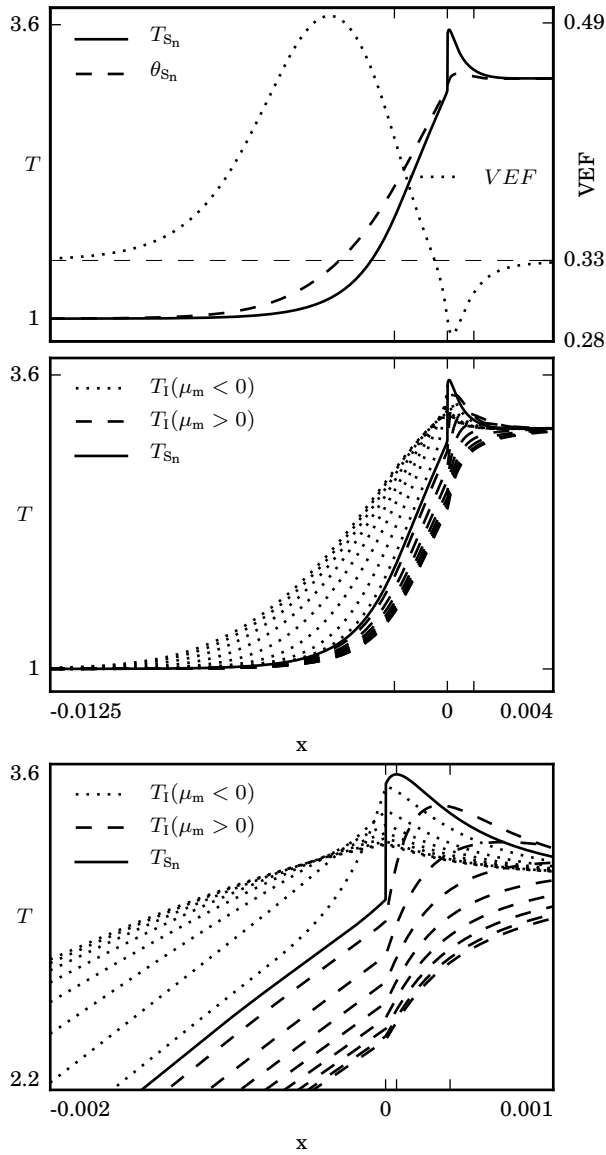 3.6
T_{S_n}
θ_{S_n}
0.49
T
VEF
VEF
0.33
1
0.28
3.6
T_I(μ_m < 0)
T_I(μ_m > 0)
T_{S_n}
T
1
-0.0125
0
0.004
x
3.6
T_I(μ_m < 0)
T_I(μ_m > 0)
T_{S_n}
T
2.2
-0.002
0
0.001
x